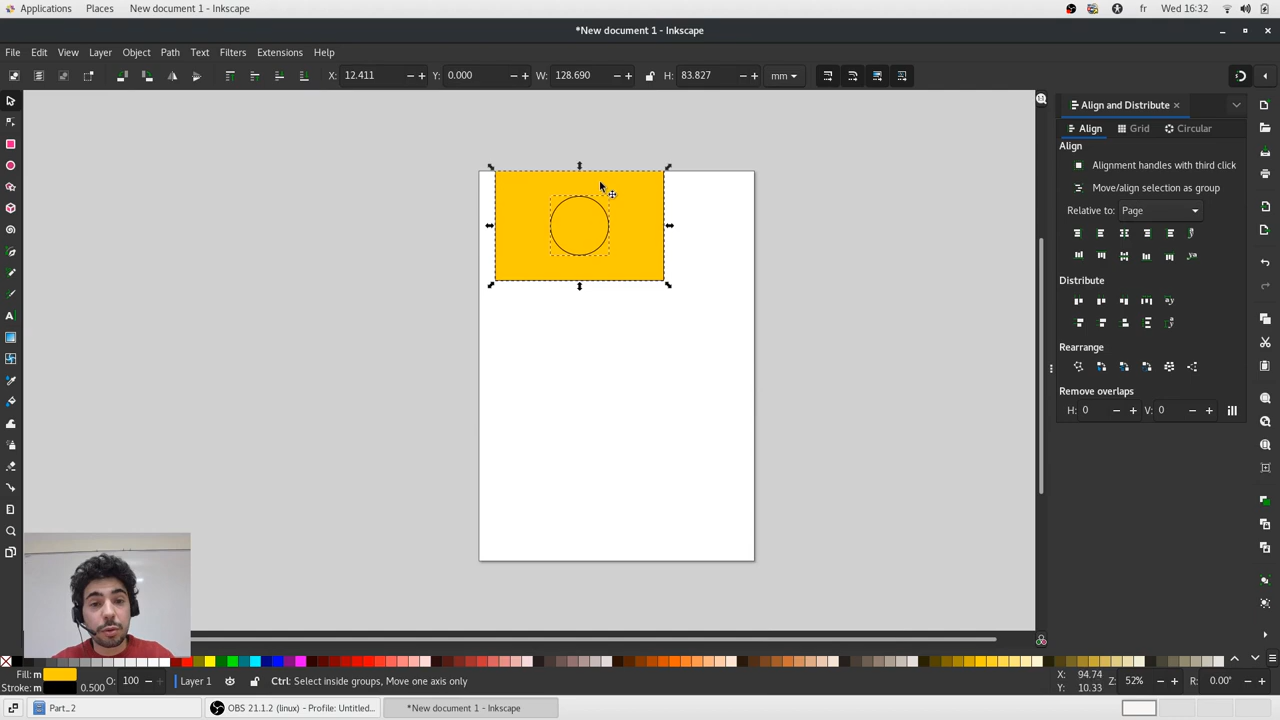 Applications Places New document 1 - Inkscape fr Wed 16:32
*New document 1 - Inkscape
File Edit View Layer Object Path Text Filters Extensions Help
X: 12.411 Y: 0.000 W: 128.690 H: 83.827 mm
Align and Distribute
Align Grid Circular
Align
Alignment handles with third click
Move/align selection as group
Relative to: Page
Distribute
Rearrange
Remove overlaps
H: 0 V: 0
Fill: m
Stroke: m 0.500 O: 100 Layer 1 Ctrl: Select inside groups, Move one axis only X: 94.74 Y: 10.33 Z: 52% R: 0.00°
Part_2 OBS 21.1.2 (linux) - Profile: Untitled... *New document 1 - Inkscape